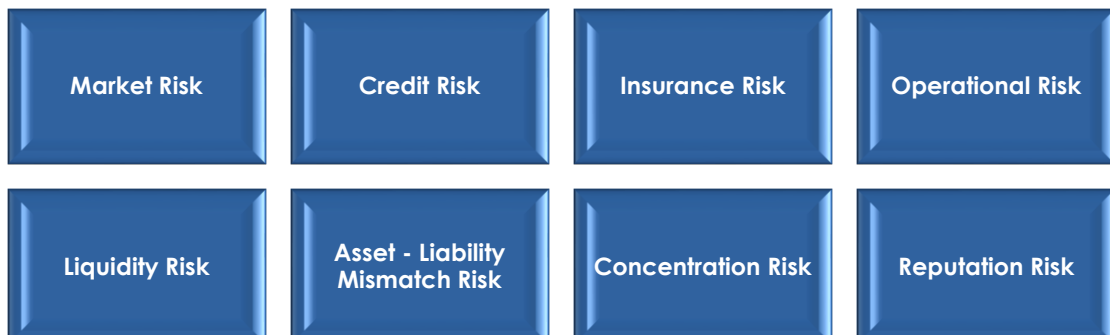 Market Risk
Credit Risk
Insurance Risk
Operational Risk
Liquidity Risk
Asset - Liability
Mismatch Risk
Concentration Risk
Reputation Risk